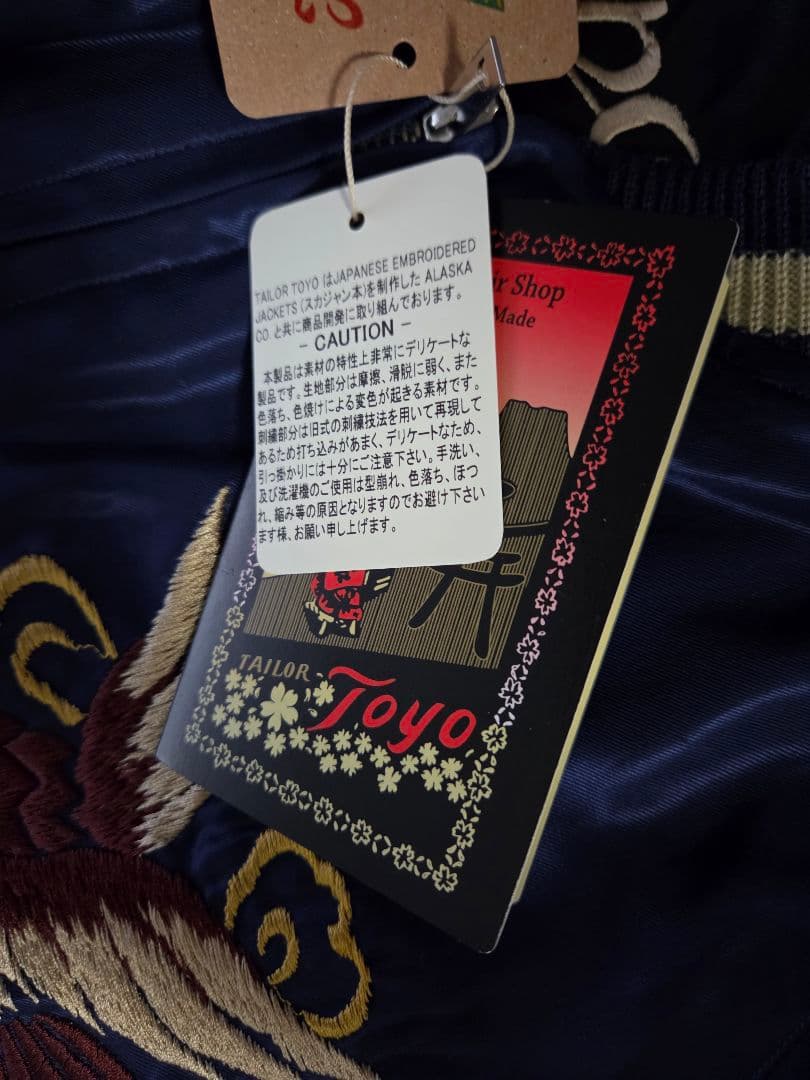 TAILOR TOYO はJAPANESE EMBROIDERED
JACKETS (スカジャン本)を制作した ALASKA
CO. と共に商品開発に取り組んでおります。
- CAUTION -
本製品は素材の特性上非常にデリケートな
製品です。生地部分は摩擦、滑脱に弱く、また
色落ち、色焼けによる変色が起きる素材です。
刺繍部分は旧式の刺繍技法を用いて再現して
あるため打ち込みがあまく、デリケートなため、
引っ掛かりには十分にご注意下さい。手洗い、
及び洗濯機のご使用は型崩れ、色落ち、ほつ
れ、縮み等の原因となりますのでお避け下さい
ます様、お願い申し上げます。
Shop
Made
TAILOR
Toyo